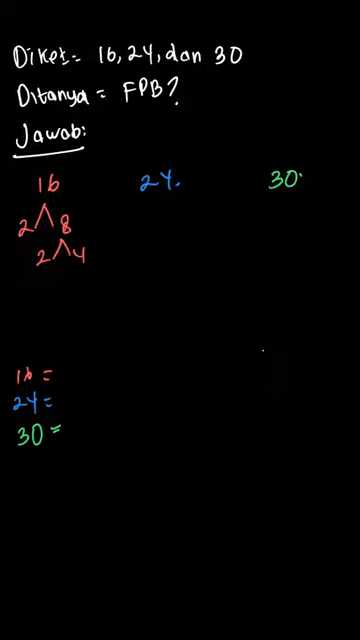 Diket= 16, 24, dan 30
Ditanya = FPB?
Jawab:
16 24. 30.
2 8
2 4
16 =
24 =
30 =